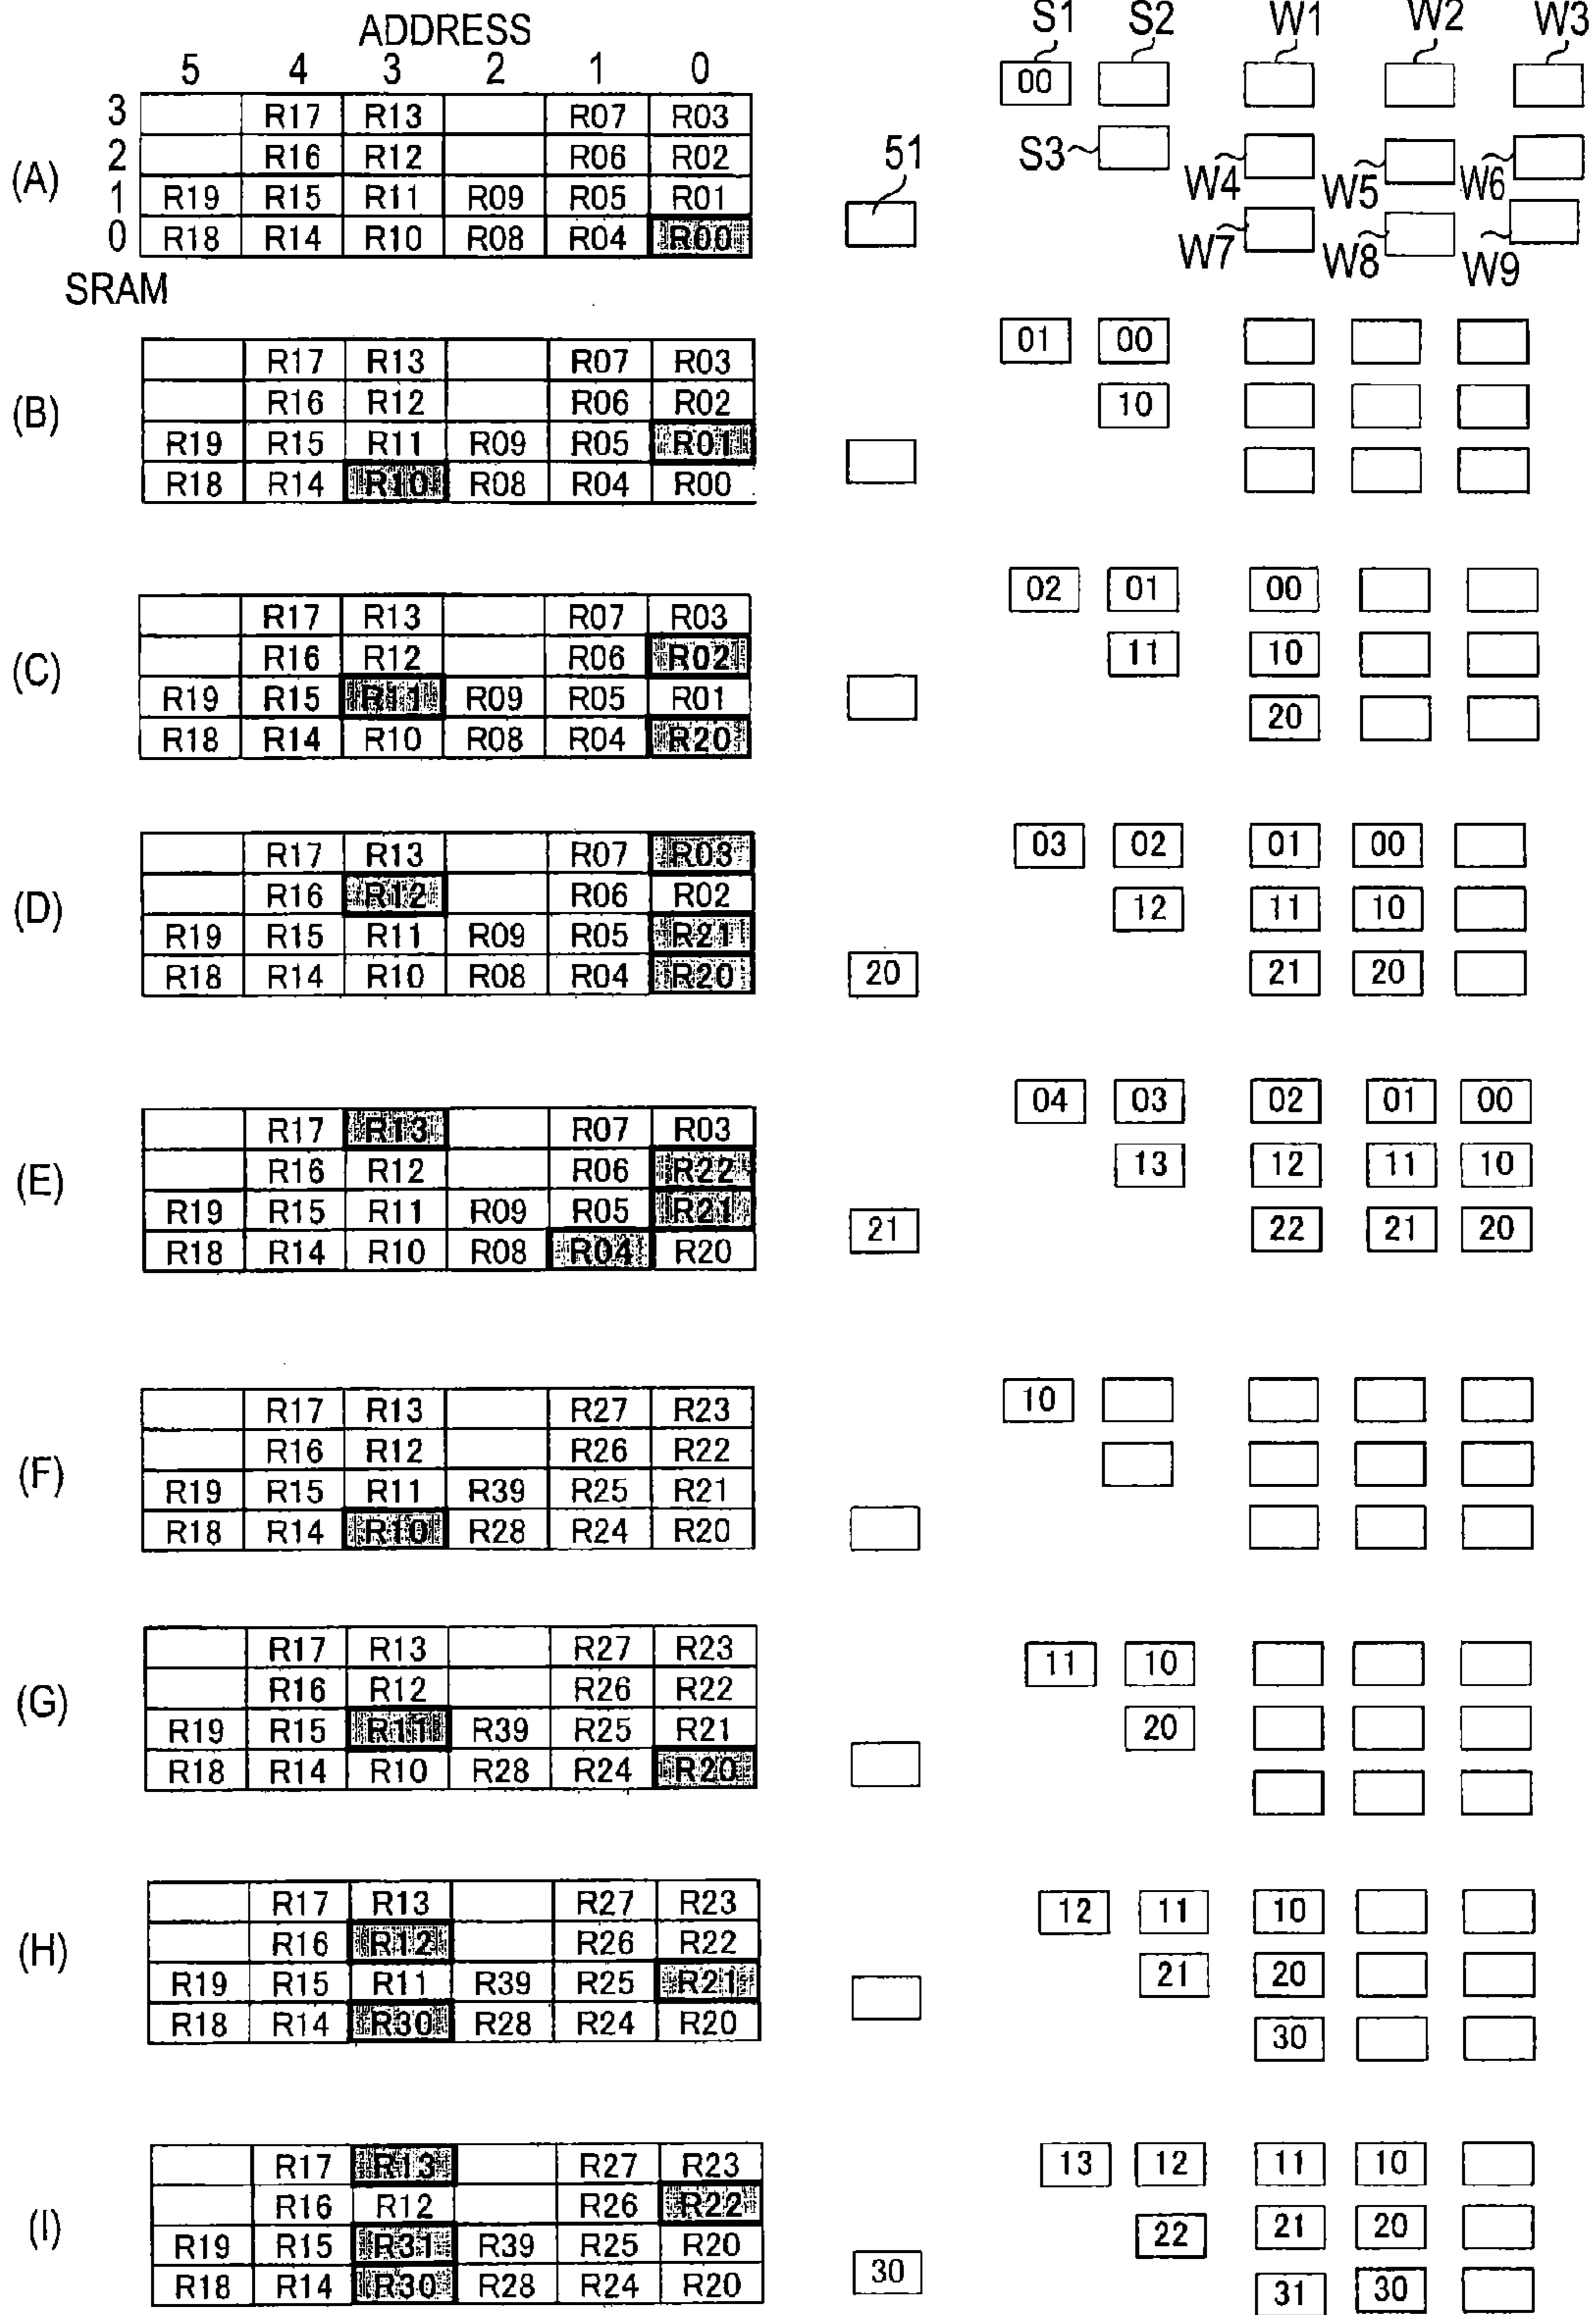 ADDRESS
5 4 3 2 1 0
S1 S2 W1 W2 W3
00
(A)
3 R17 R13 R07 R03
2 R16 R12 R06 R02
1 R19 R15 R11 R09 R05 R01
0 R18 R14 R10 R08 R04 R00
SRAM
51
S3 W4 W5 W6
W7 W8 W9
(B)
R17 R13 R07 R03
R16 R12 R06 R02
R19 R15 R11 R09 R05 R01
R18 R14 R10 R08 R04 R00
01 00
10
(C)
R17 R13 R07 R03
R16 R12 R06 R02
R19 R15 R11 R09 R05 R01
R18 R14 R10 R08 R04 R20
02 01 00
11 10
20
(D)
R17 R13 R07 R03
R16 R12 R06 R02
R19 R15 R11 R09 R05 R21
R18 R14 R10 R08 R04 R20
20
03 02 01 00
12 11 10
21 20
(E)
R17 R13 R07 R03
R16 R12 R06 R22
R19 R15 R11 R09 R05 R21
R18 R14 R10 R08 R04 R20
21
04 03 02 01 00
13 12 11 10
22 21 20
(F)
R17 R13 R27 R23
R16 R12 R26 R22
R19 R15 R11 R39 R25 R21
R18 R14 R10 R28 R24 R20
10
(G)
R17 R13 R27 R23
R16 R12 R26 R22
R19 R15 R11 R39 R25 R21
R18 R14 R10 R28 R24 R20
11 10
20
(H)
R17 R13 R27 R23
R16 R12 R26 R22
R19 R15 R11 R39 R25 R21
R18 R14 R30 R28 R24 R20
12 11 10
21 20
30
(I)
R17 R13 R27 R23
R16 R12 R26 R22
R19 R15 R31 R39 R25 R20
R18 R14 R30 R28 R24 R20
30
13 12 11 10
22 21 20
31 30